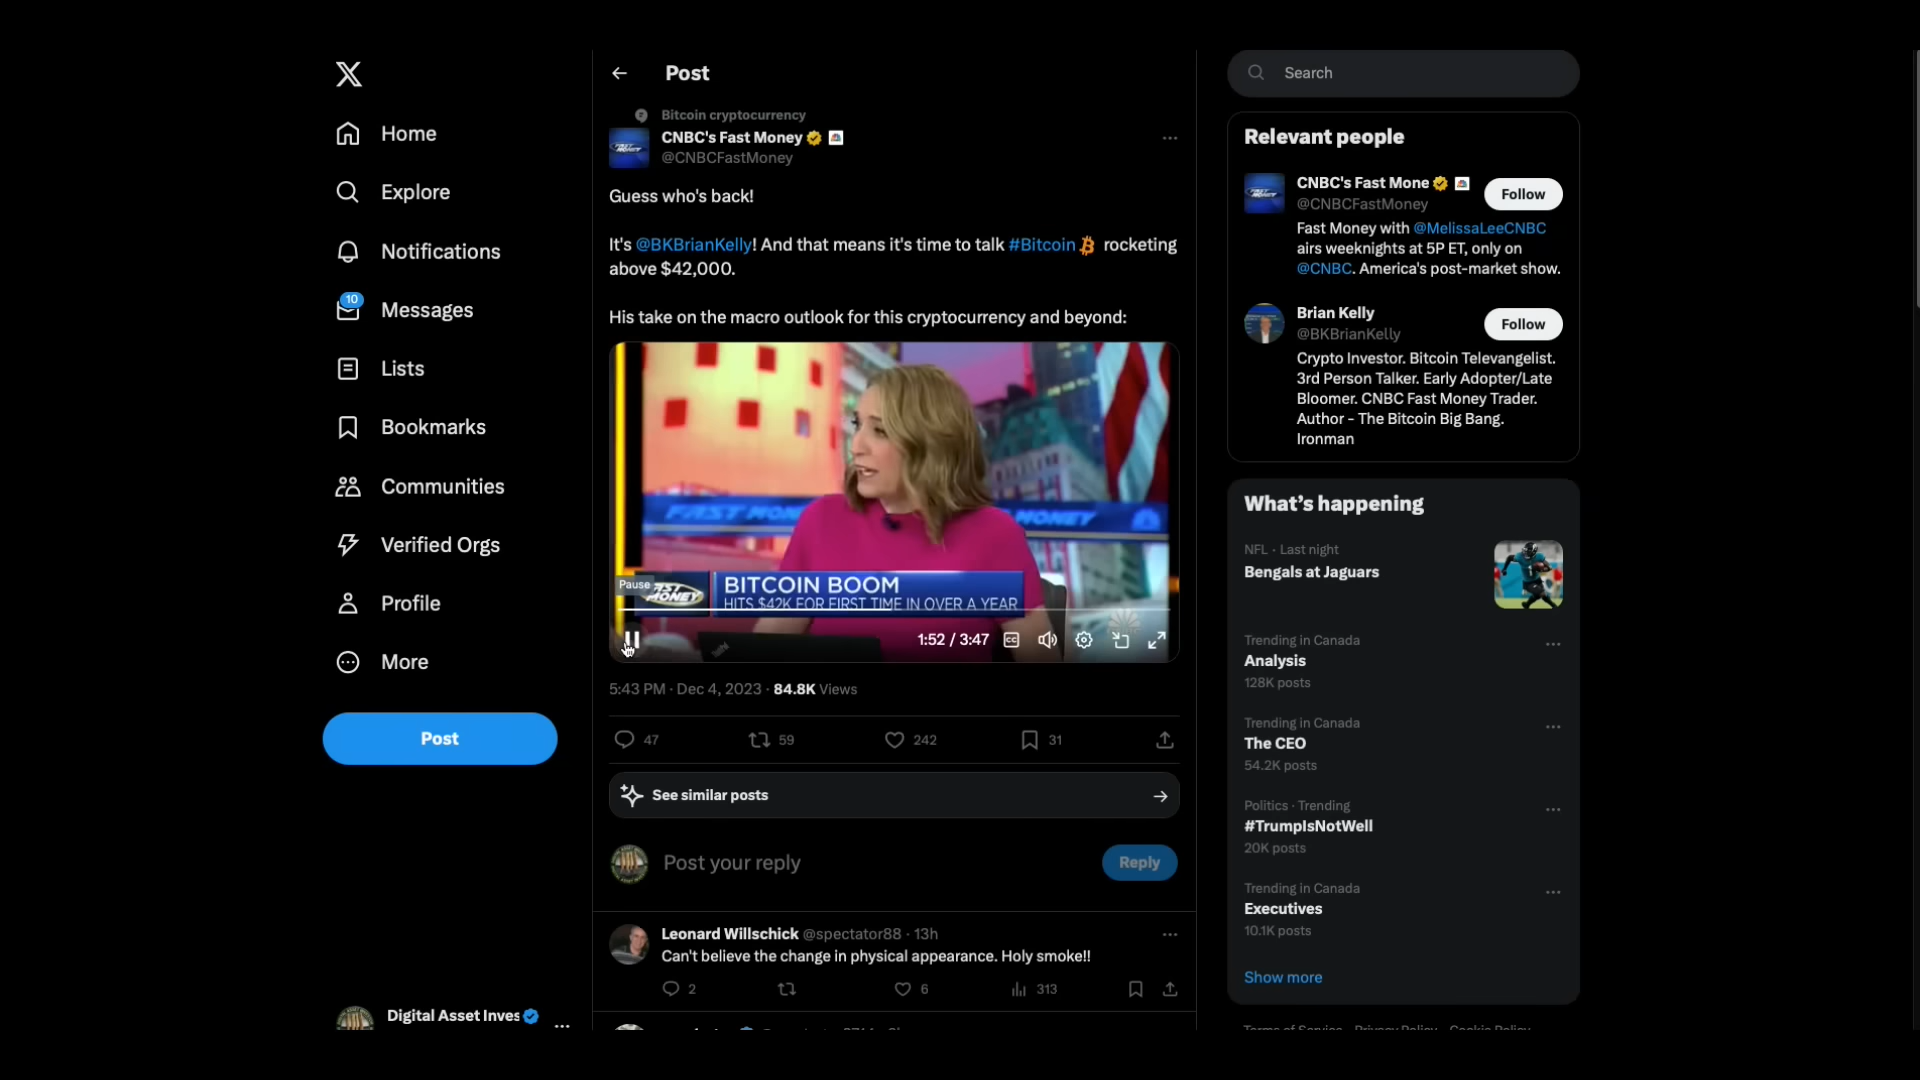 Home
Explore
Notifications
10
Messages
Lists
Bookmarks
Communities
Verified Orgs
Profile
More
Post
Digital Asset Inves
Post
Bitcoin cryptocurrency
CNBC's Fast Money
@CNBCFastMoney
Guess who's back!
It's @BKBrianKelly! And that means it's time to talk #Bitcoin rocketing
above $42,000.
His take on the macro outlook for this cryptocurrency and beyond:
FAST MONEY
MONEY
Pause
FAST MONEY
BITCOIN BOOM
HITS $42K FOR FIRST TIME IN OVER A YEAR
1:52 / 3:47
CC
5:43 PM · Dec 4, 2023 · 84.8K Views
47
59
242
31
See similar posts
Post your reply
Reply
Leonard Willschick @spectator88 · 13h
Can't believe the change in physical appearance. Holy smoke!!
2
6
313
Search
Relevant people
CNBC's Fast Mone
@CNBCFastMoney
Follow
Fast Money with @MelissaLeeCNBC
airs weeknights at 5P ET, only on
@CNBC. America's post-market show.
Brian Kelly
@BKBrianKelly
Follow
Crypto Investor. Bitcoin Televangelist.
3rd Person Talker. Early Adopter/Late
Bloomer. CNBC Fast Money Trader.
Author - The Bitcoin Big Bang.
Ironman
What's happening
NFL · Last night
Bengals at Jaguars
Trending in Canada
Analysis
128K posts
Trending in Canada
The CEO
54.2K posts
Politics · Trending
#TrumpIsNotWell
20K posts
Trending in Canada
Executives
10.1K posts
Show more
Terms of Service Privacy Policy Cookie Policy